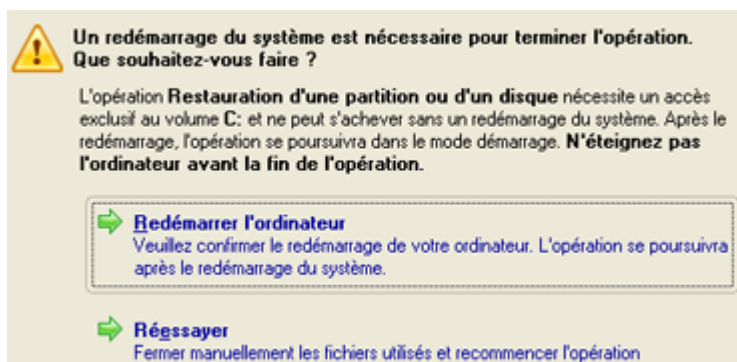 Un redémarrage du système est nécessaire pour terminer l'opération.
Que souhaitez-vous faire ?
L'opération Restauration d'une partition ou d'un disque nécessite un accès
exclusif au volume C: et ne peut s'achever sans un redémarrage du système. Après le
redémarrage, l'opération se poursuivra dans le mode démarrage. N'éteignez pas
l'ordinateur avant la fin de l'opération.
Redémarrer l'ordinateur
Veuillez confirmer le redémarrage de votre ordinateur. L'opération se poursuivra
après le redémarrage du système.
Réessayer
Fermer manuellement les fichiers utilisés et recommencer l'opération